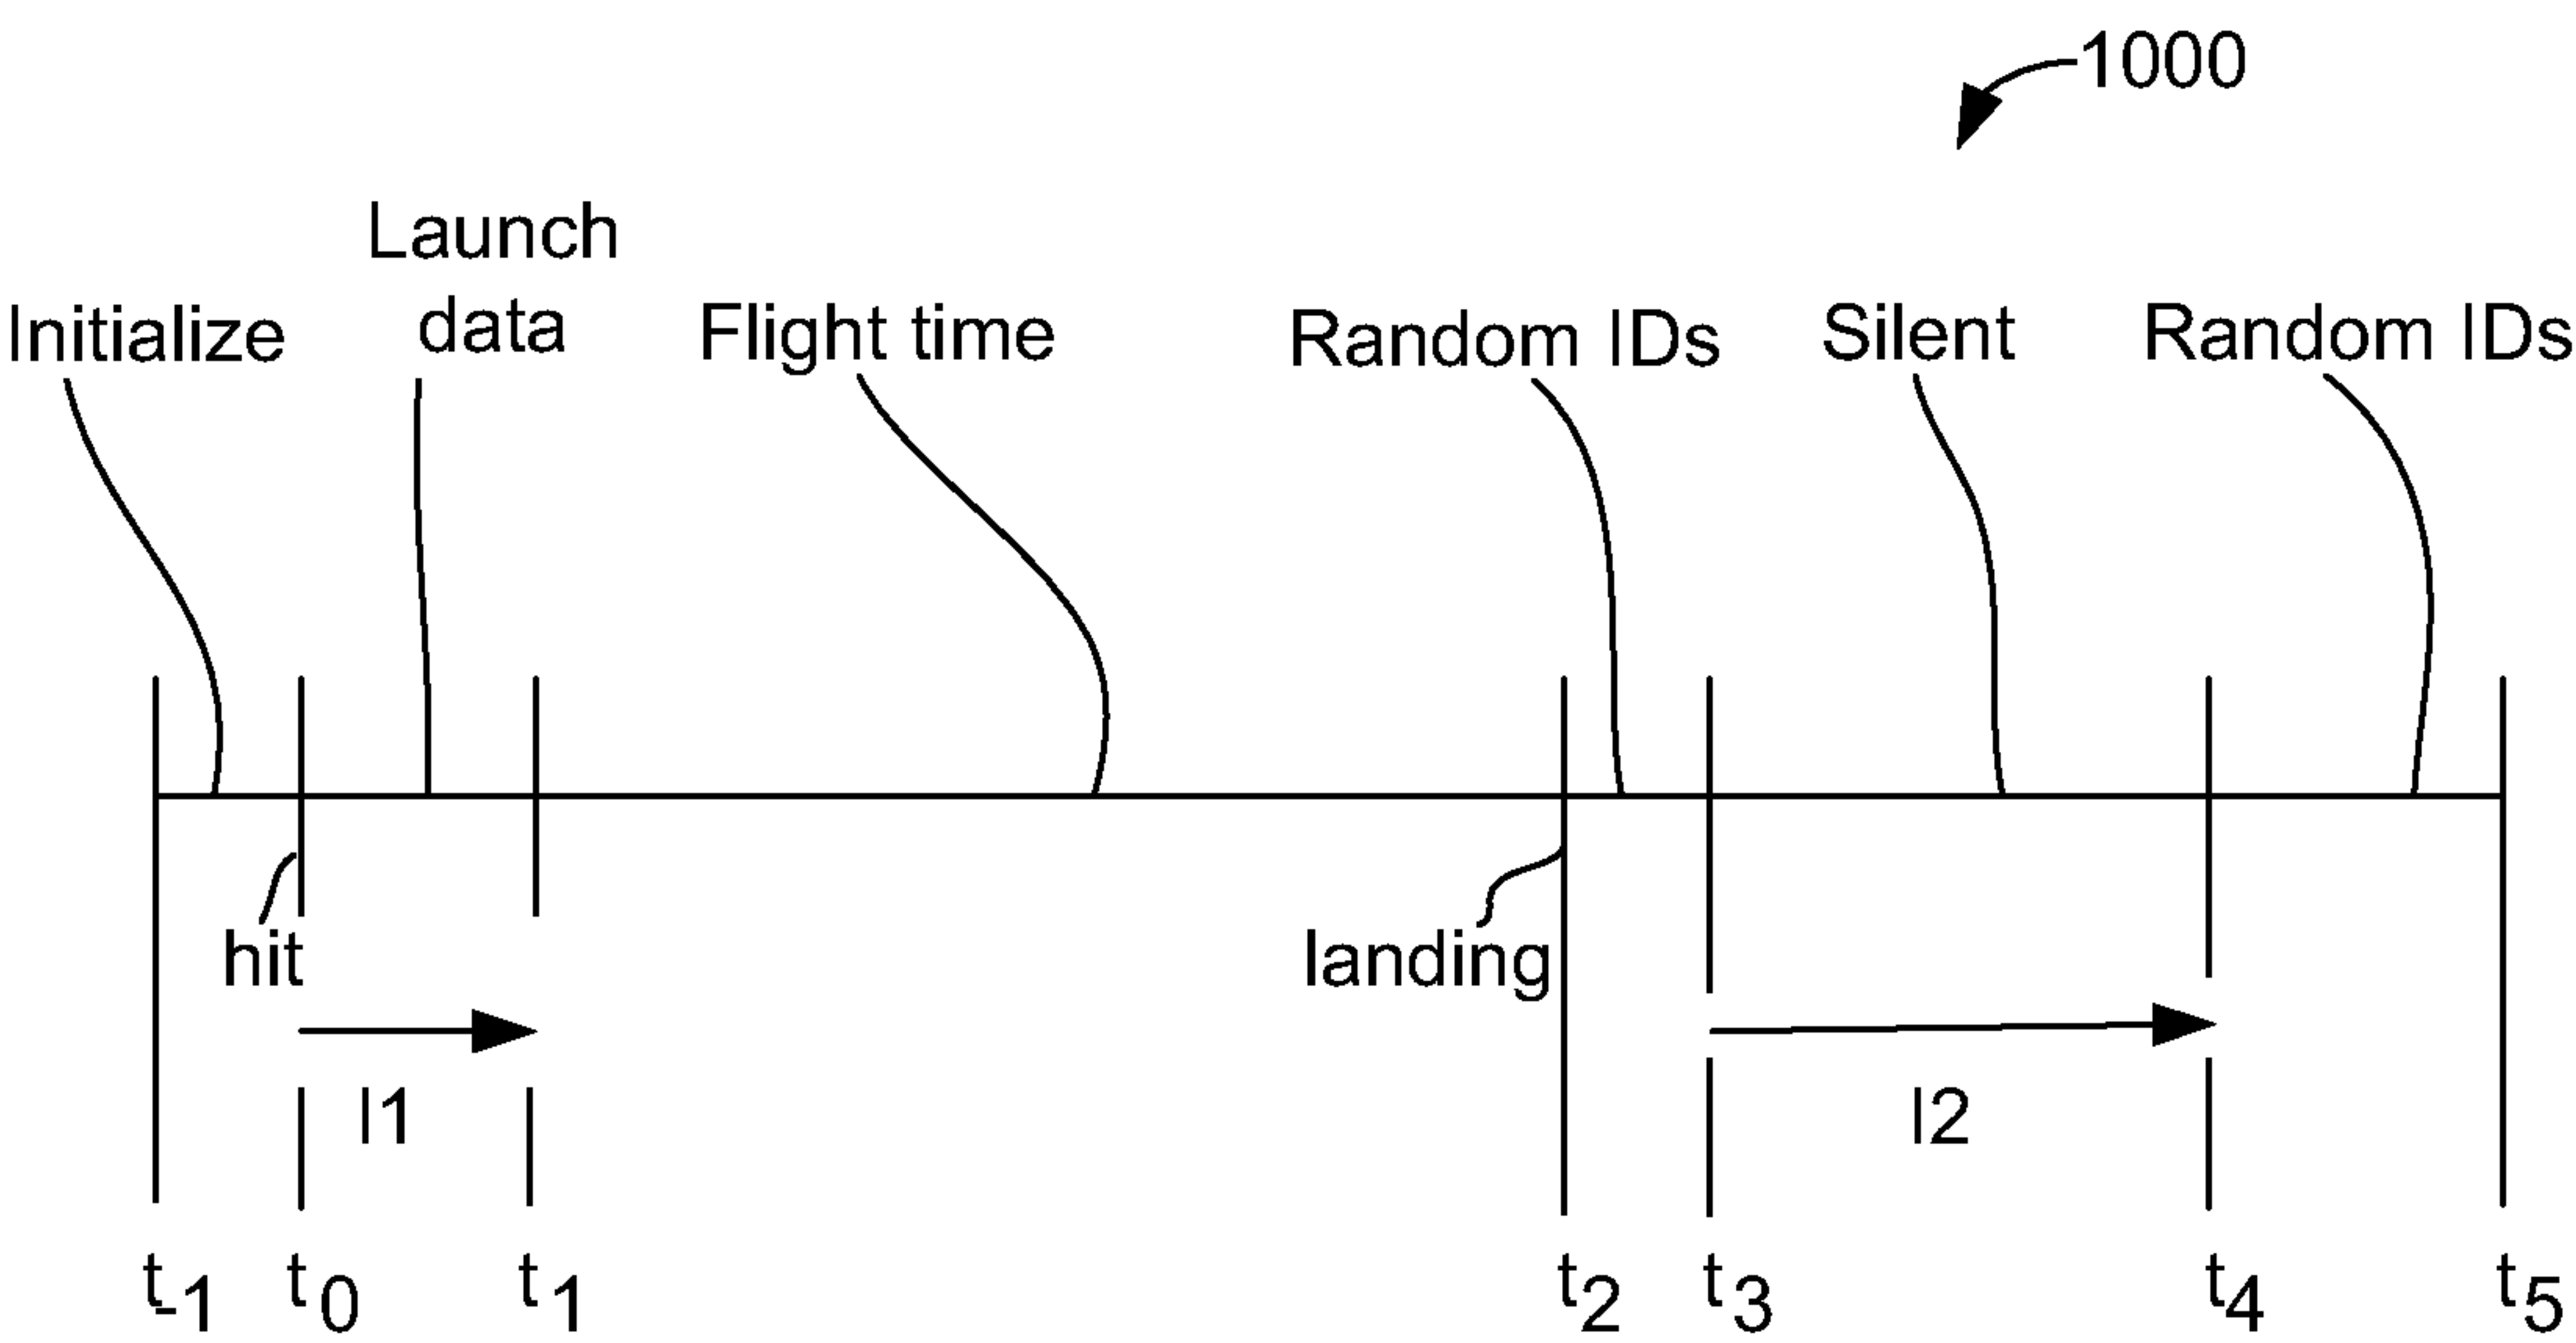 1000
Launch
data
Initialize
Flight time
Random IDs
Silent
Random IDs
hit
landing
I1
I2
t-1
t0
t1
t2
t3
t4
t5